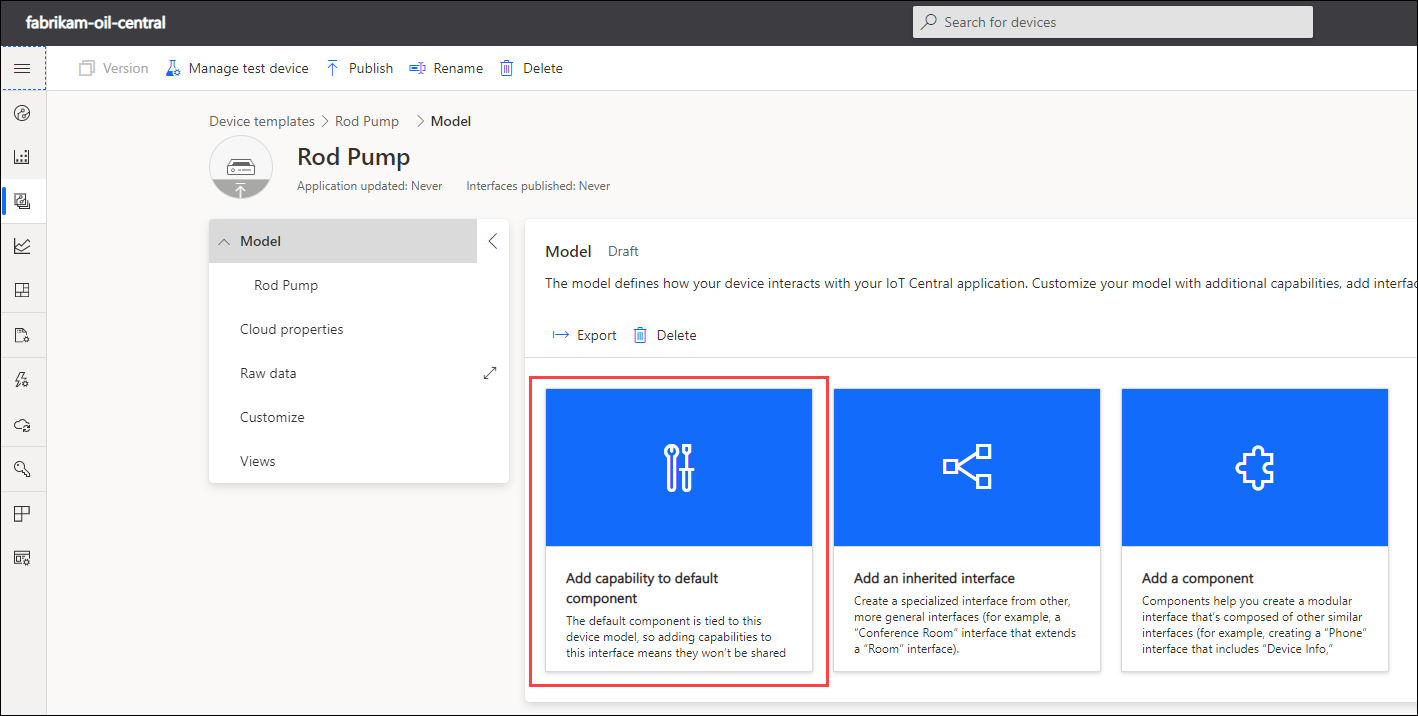 fabrikam-oil-central
Search for devices
Version
Manage test device
Publish
Rename
Delete
Device templates > Rod Pump > Model
Rod Pump
Application updated: Never
Interfaces published: Never
Model
Rod Pump
Cloud properties
Raw data
Customize
Views
Model Draft
The model defines how your device interacts with your IoT Central application. Customize your model with additional capabilities, add interfac
Export
Delete
Add capability to default
component
The default component is tied to this
device model, so adding capabilities to
this interface means they won't be shared
Add an inherited interface
Create a specialized interface from other,
more general interfaces (for example, a
“Conference Room” interface that extends
a “Room” interface).
Add a component
Components help you create a modular
interface that's composed of other similar
interfaces (for example, creating a “Phone”
interface that includes “Device Info,”